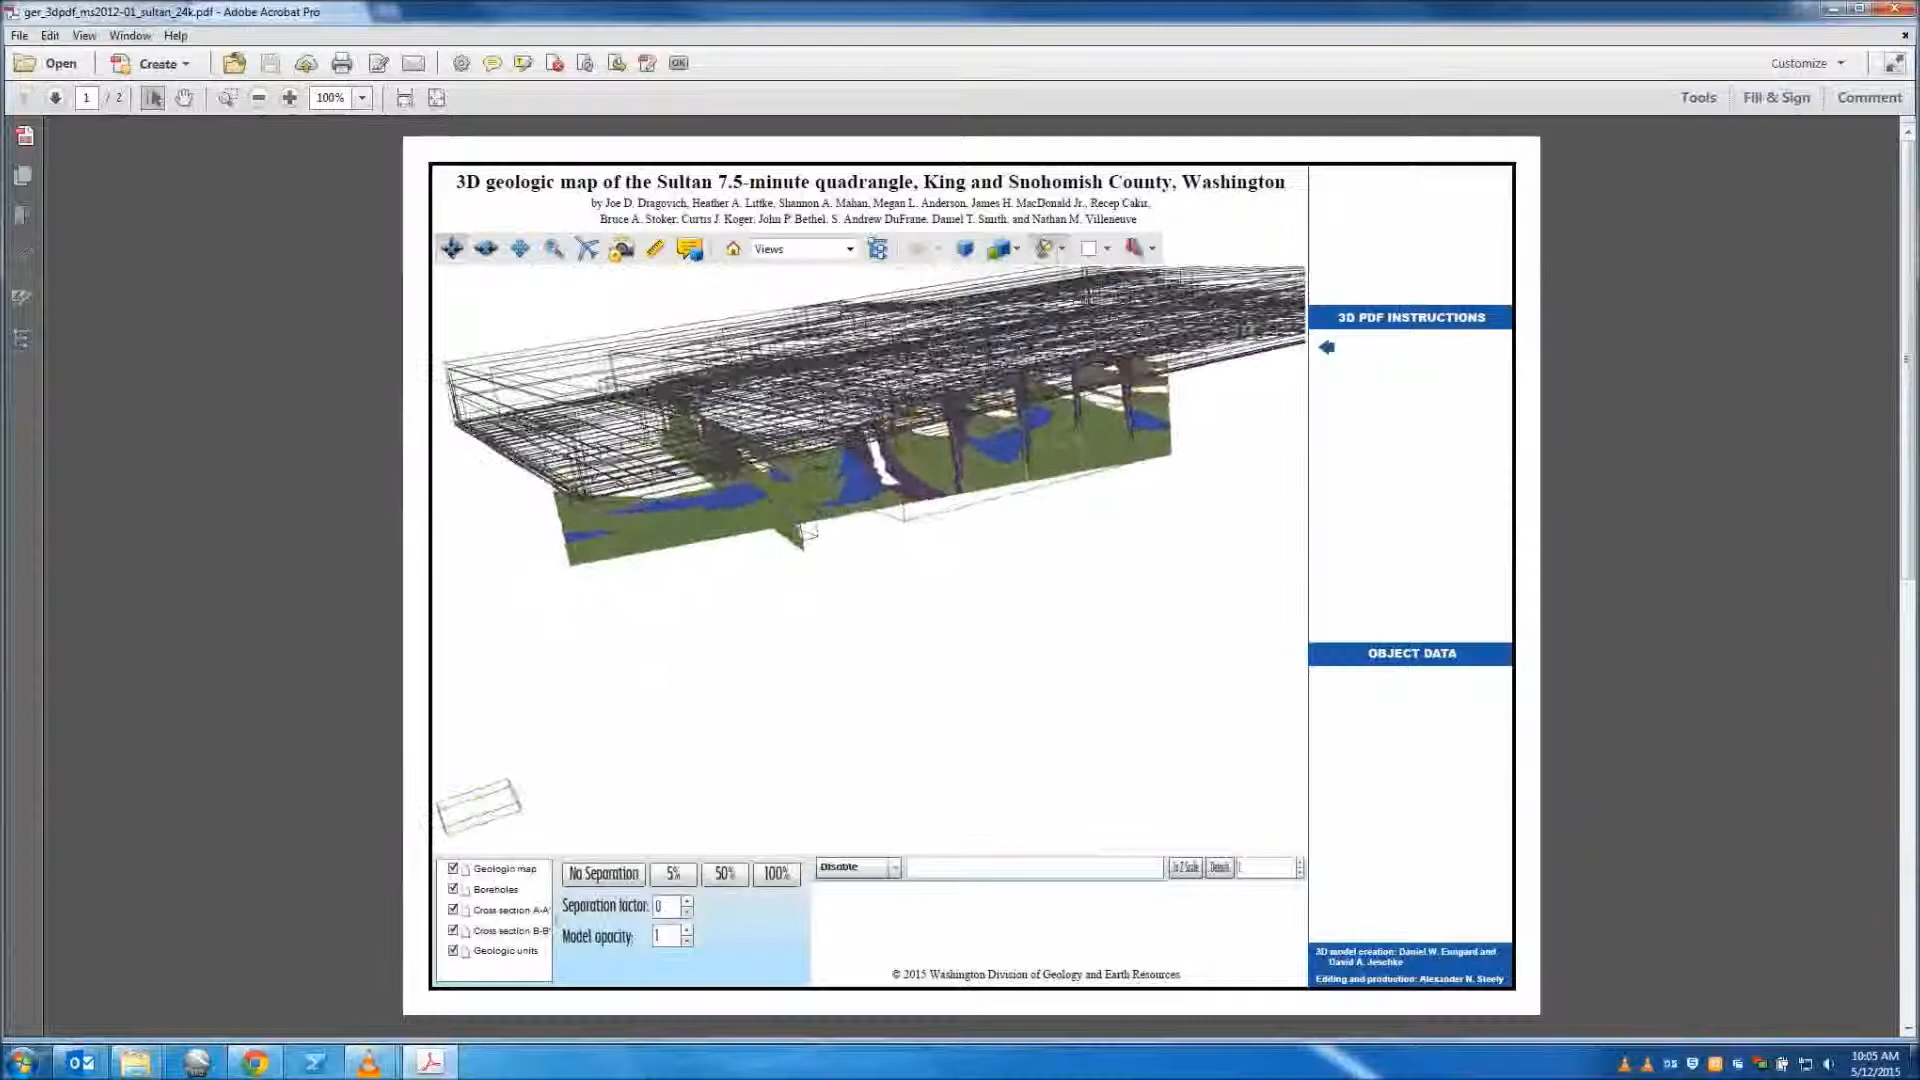 ger_3dpdf_ms2012-01_sultan_24k.pdf - Adobe Acrobat Pro
File Edit View Window Help
Open Create Customize
1 / 2 100% Tools Fill & Sign Comment
3D geologic map of the Sultan 7.5-minute quadrangle, King and Snohomish County, Washington
by Joe D. Dragovich, Heather A. Littke, Shannon A. Mahan, Megan L. Anderson, James H. MacDonald Jr., Recep Cakir,
Bruce A. Stoker, Curtis J. Koger, John P. Bethel, S. Andrew DuFrane, Daniel T. Smith, and Nathan M. Villeneuve
Views
3D PDF INSTRUCTIONS
OBJECT DATA
Geologic map
Boreholes
Cross section A-A'
Cross section B-B'
Geologic units
No Separation 5% 50% 100%
Separation factor: 0
Model opacity: 1
Disable
© 2015 Washington Division of Geology and Earth Resources
3D model creation: Daniel W. Eungard and
David A. Jeschke
Editing and production: Alexander N. Steely
10:05 AM
5/12/2015